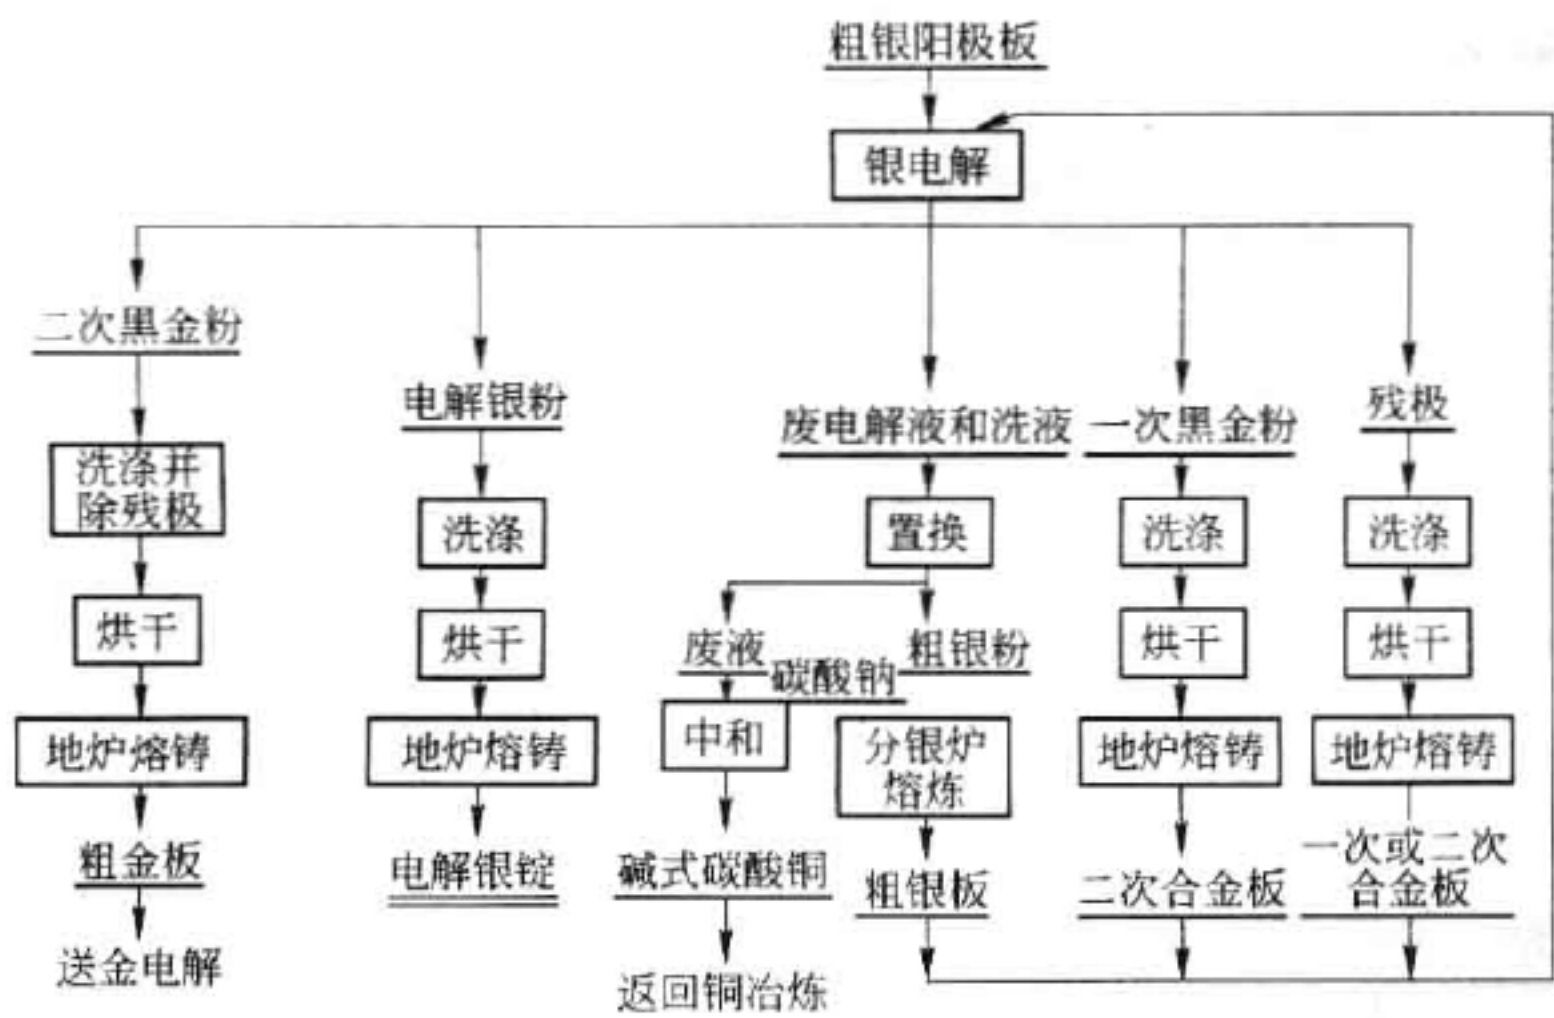 粗银阳极板
银电解
二次黑金粉
电解银粉
废电解液和洗液
一次黑金粉
残极
洗涤并
除残极
洗涤
置换
洗涤
洗涤
烘干
烘干
废液
碳酸钠
粗银粉
烘干
烘干
地炉熔铸
地炉熔铸
中和
分银炉
熔炼
地炉熔铸
地炉熔铸
粗金板
电解银锭
碱式碳酸铜
粗银板
二次合金板
一次或二次
合金板
送金电解
返回铜冶炼